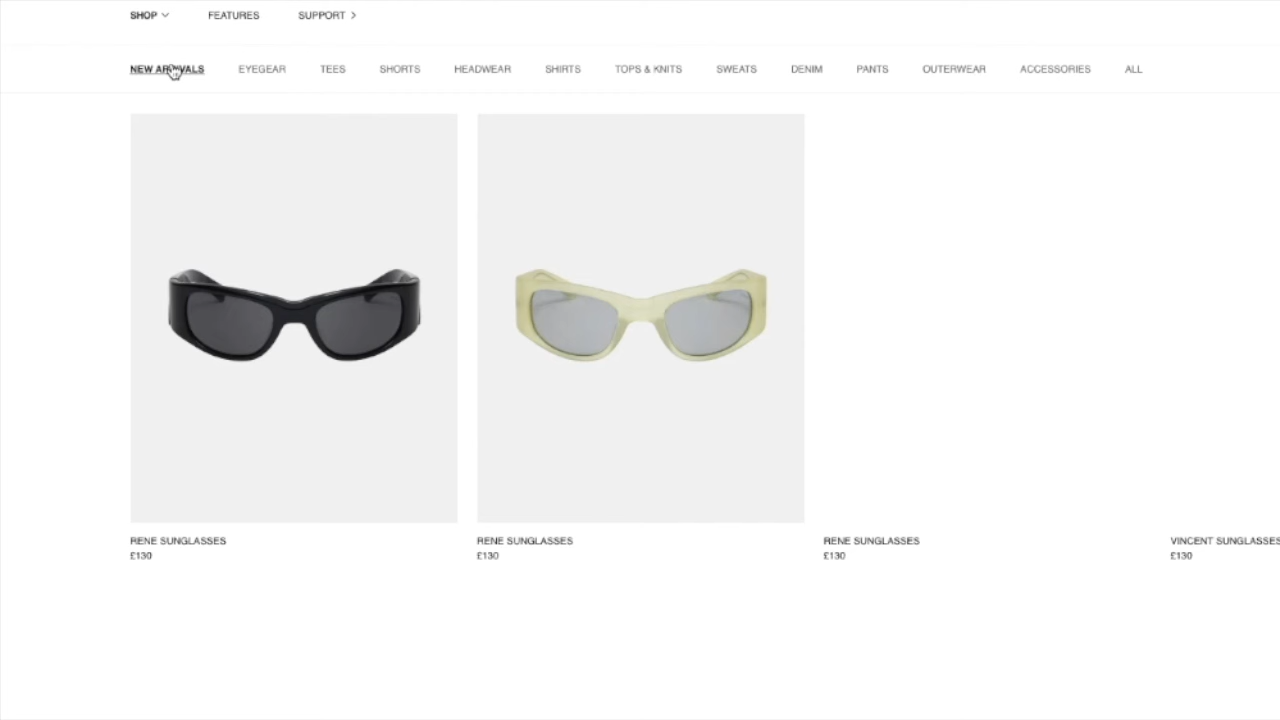 SHOP
FEATURES
SUPPORT
NEW ARRIVALS
EYEGEAR
TEES
SHORTS
HEADWEAR
SHIRTS
TOPS & KNITS
SWEATS
DENIM
PANTS
OUTERWEAR
ACCESSORIES
ALL
RENE SUNGLASSES
£130
RENE SUNGLASSES
£130
RENE SUNGLASSES
£130
VINCENT SUNGLASSES
£130